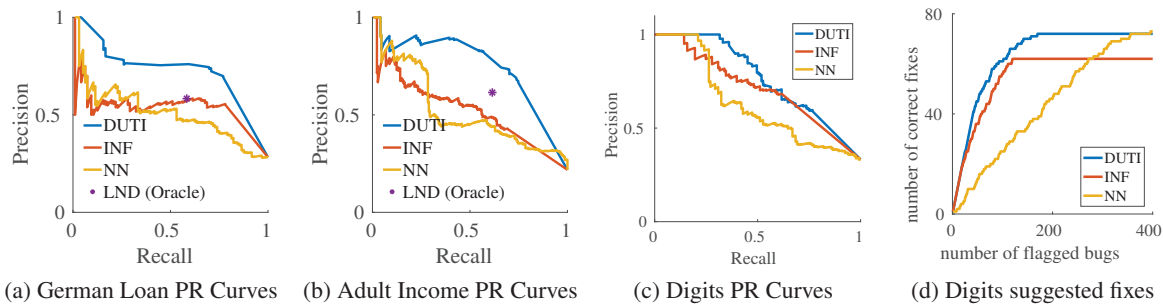 1
Precision
0.5
0
0
0.5
1
Recall
DUTI
INF
NN
LND (Oracle)
(a) German Loan PR Curves
1
Precision
0.5
0
0
0.5
1
Recall
DUTI
INF
NN
LND (Oracle)
(b) Adult Income PR Curves
1
Precision
0.5
0
0
0.5
1
Recall
DUTI
INF
NN
(c) Digits PR Curves
80
number of correct fixes
40
0
0
200
400
number of flagged bugs
DUTI
INF
NN
(d) Digits suggested fixes